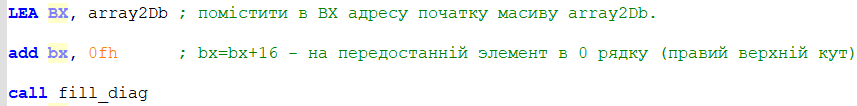 LEA BX, array2Db ; помістити в BX адресу початку масиву array2Db.
add bx, 0fh ; bx=bx+16 – на передостанній элемент в 0 рядку (правий верхній кут)
call fill_diag